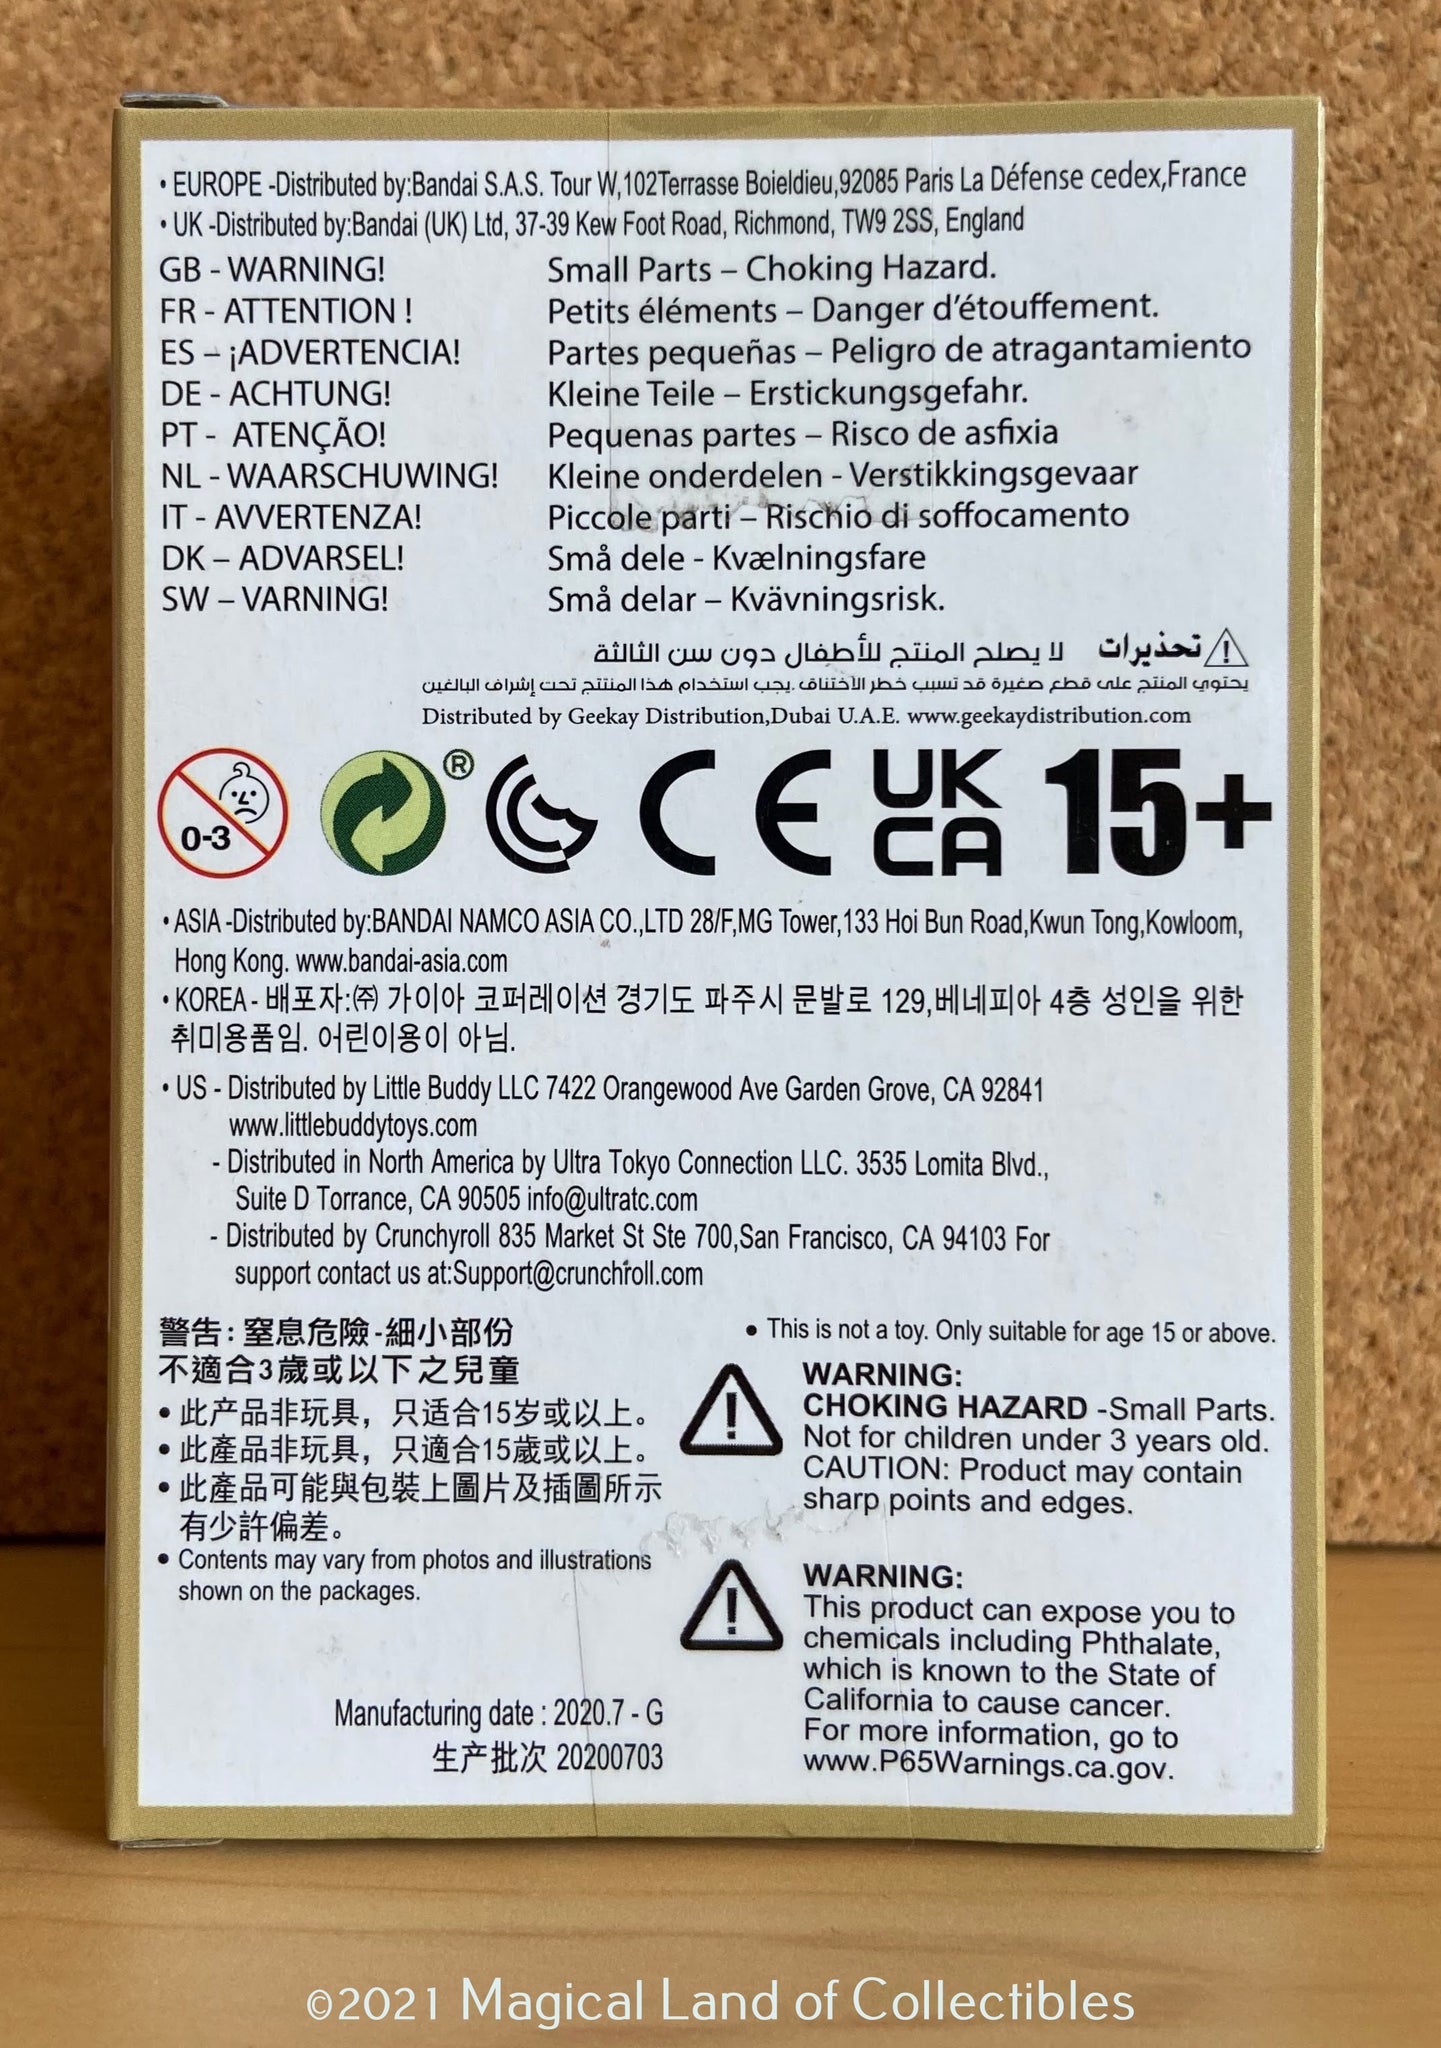 • EUROPE -Distributed by:Bandai S.A.S. Tour W,102Terrasse Boieldieu,92085 Paris La Défense cedex,France
• UK -Distributed by:Bandai (UK) Ltd, 37-39 Kew Foot Road, Richmond, TW9 2SS, England
GB - WARNING! Small Parts – Choking Hazard.
FR - ATTENTION ! Petits éléments – Danger d’étouffement.
ES – ¡ADVERTENCIA! Partes pequeñas – Peligro de atragantamiento
DE - ACHTUNG! Kleine Teile – Erstickungsgefahr.
PT - ATENÇÃO! Pequenas partes – Risco de asfixia
NL - WAARSCHUWING! Kleine onderdelen - Verstikkingsgevaar
IT - AVVERTENZA! Piccole parti – Rischio di soffocamento
DK – ADVARSEL! Små dele - Kvælningsfare
SW – VARNING! Små delar – Kvävningsrisk.
تحذيرات لا يصلح المنتج للأطفال دون سن الثالثة
يحتوي المنتج على قطع صغيرة قد تسبب خطر الاختناق .يجب استخدام هذا المنتتج تحت إشراف البالغين
Distributed by Geekay Distribution,Dubai U.A.E. www.geekaydistribution.com
0-3 ® CE UK CA 15+
• ASIA -Distributed by:BANDAI NAMCO ASIA CO.,LTD 28/F,MG Tower,133 Hoi Bun Road,Kwun Tong,Kowloom,
Hong Kong. www.bandai-asia.com
• KOREA - 배포자:㈜ 가이아 코퍼레이션 경기도 파주시 문발로 129,베네피아 4층 성인을 위한
취미용품임. 어린이용이 아님.
• US - Distributed by Little Buddy LLC 7422 Orangewood Ave Garden Grove, CA 92841
www.littlebuddytoys.com
- Distributed in North America by Ultra Tokyo Connection LLC. 3535 Lomita Blvd.,
Suite D Torrance, CA 90505 info@ultratc.com
- Distributed by Crunchyroll 835 Market St Ste 700,San Francisco, CA 94103 For
support contact us at:Support@crunchroll.com
警告: 窒息危險-細小部份
不適合3歲或以下之兒童
• 此产品非玩具，只适合15岁或以上。
• 此產品非玩具，只適合15歲或以上。
• 此產品可能與包裝上圖片及插圖所示
有少許偏差。
• Contents may vary from photos and illustrations
shown on the packages.
• This is not a toy. Only suitable for age 15 or above.
WARNING:
CHOKING HAZARD -Small Parts.
Not for children under 3 years old.
CAUTION: Product may contain
sharp points and edges.
WARNING:
This product can expose you to
chemicals including Phthalate,
which is known to the State of
California to cause cancer.
For more information, go to
www.P65Warnings.ca.gov.
Manufacturing date : 2020.7 - G
生产批次 20200703
©2021 Magical Land of Collectibles